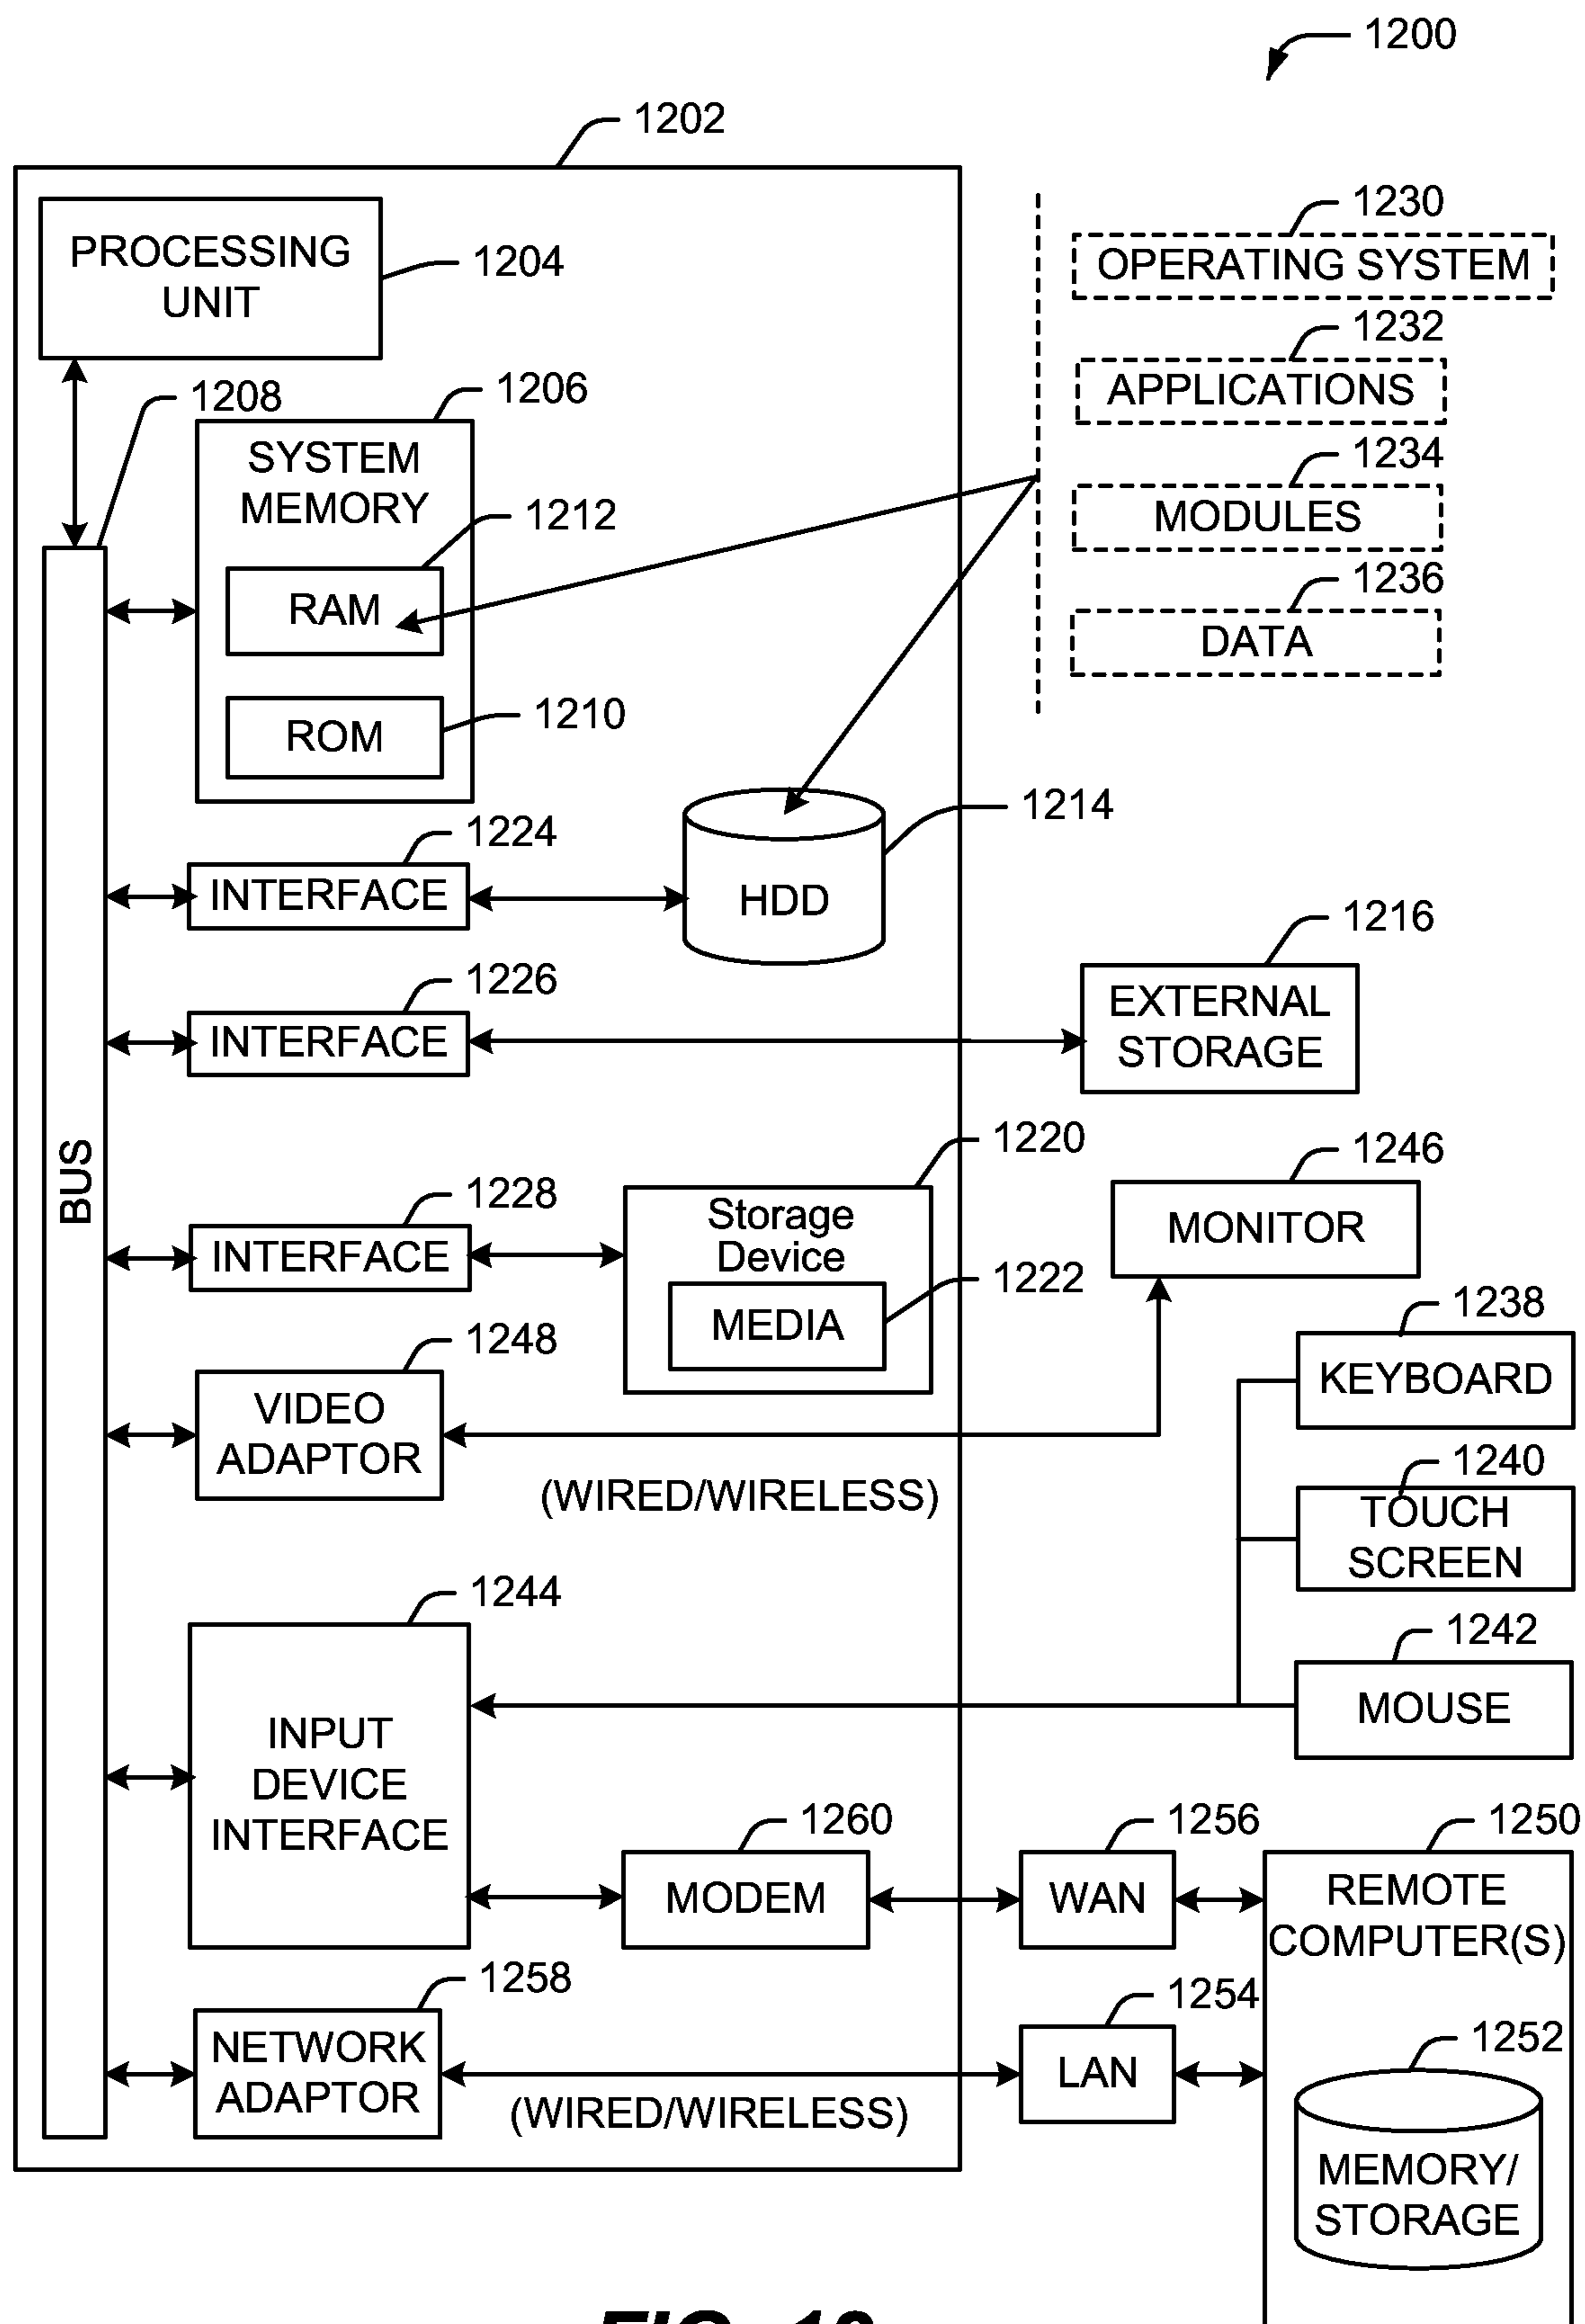 1200
1202
PROCESSING
UNIT
1204
1230
OPERATING SYSTEM
1232
APPLICATIONS
1234
MODULES
1236
DATA
1208
1206
SYSTEM
MEMORY
1212
RAM
1210
ROM
1224
INTERFACE
1214
HDD
1226
INTERFACE
1216
EXTERNAL
STORAGE
BUS
1228
INTERFACE
1220
Storage
Device
1222
MEDIA
1246
MONITOR
1248
VIDEO
ADAPTOR
(WIRED/WIRELESS)
1238
KEYBOARD
1240
TOUCH
SCREEN
1242
MOUSE
1244
INPUT
DEVICE
INTERFACE
1260
MODEM
1256
WAN
1250
REMOTE
COMPUTER(S)
1258
NETWORK
ADAPTOR
(WIRED/WIRELESS)
1254
LAN
1252
MEMORY/
STORAGE